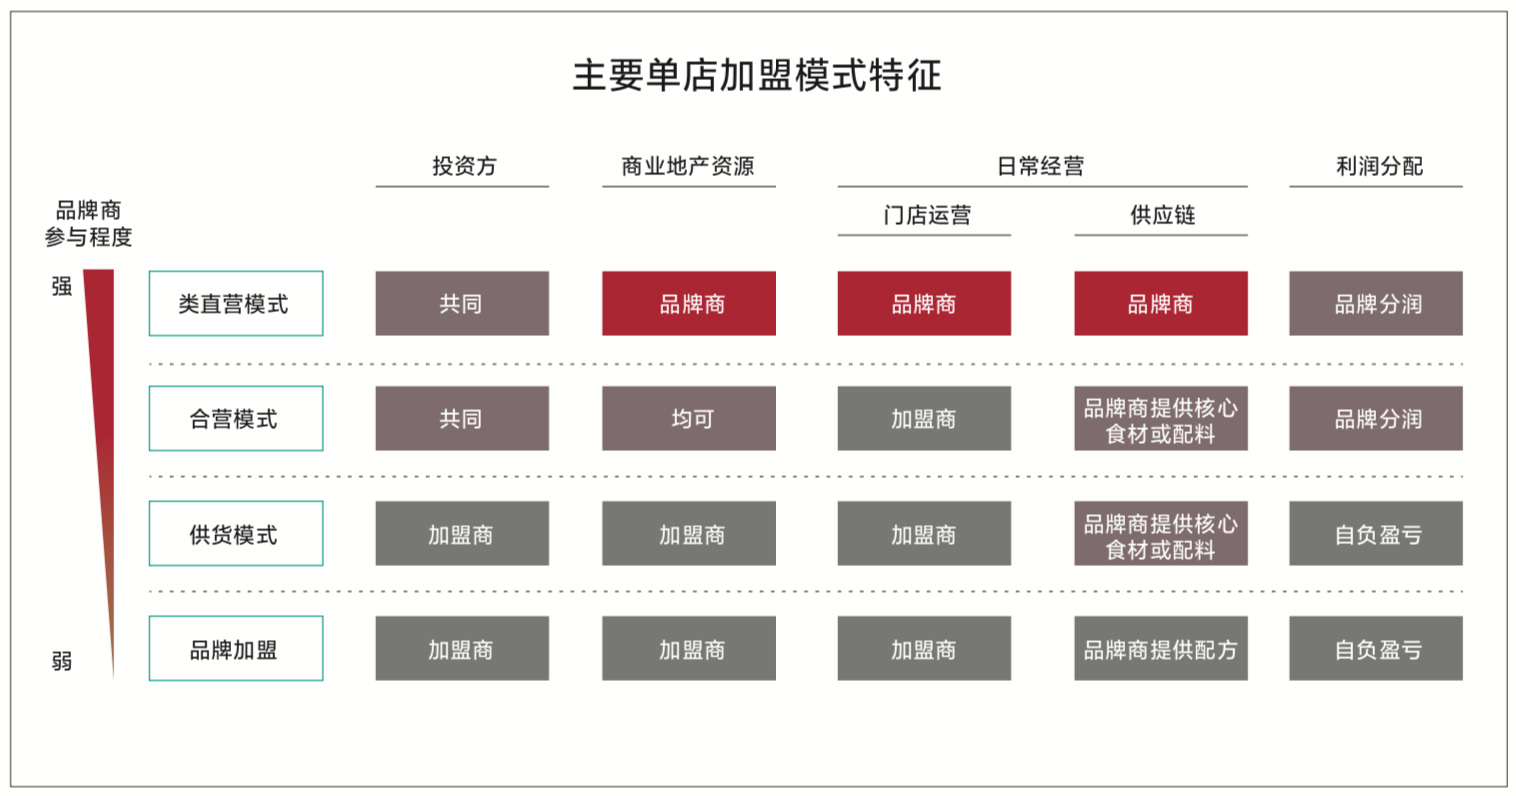 主要单店加盟模式特征
投资方
商业地产资源
日常经营
利润分配
门店运营
供应链
品牌商
参与程度
强
类直营模式
共同
品牌商
品牌商
品牌商
品牌分润
合营模式
共同
均可
加盟商
品牌商提供核心
食材或配料
品牌分润
供货模式
加盟商
加盟商
加盟商
品牌商提供核心
食材或配料
自负盈亏
弱
品牌加盟
加盟商
加盟商
加盟商
品牌商提供配方
自负盈亏